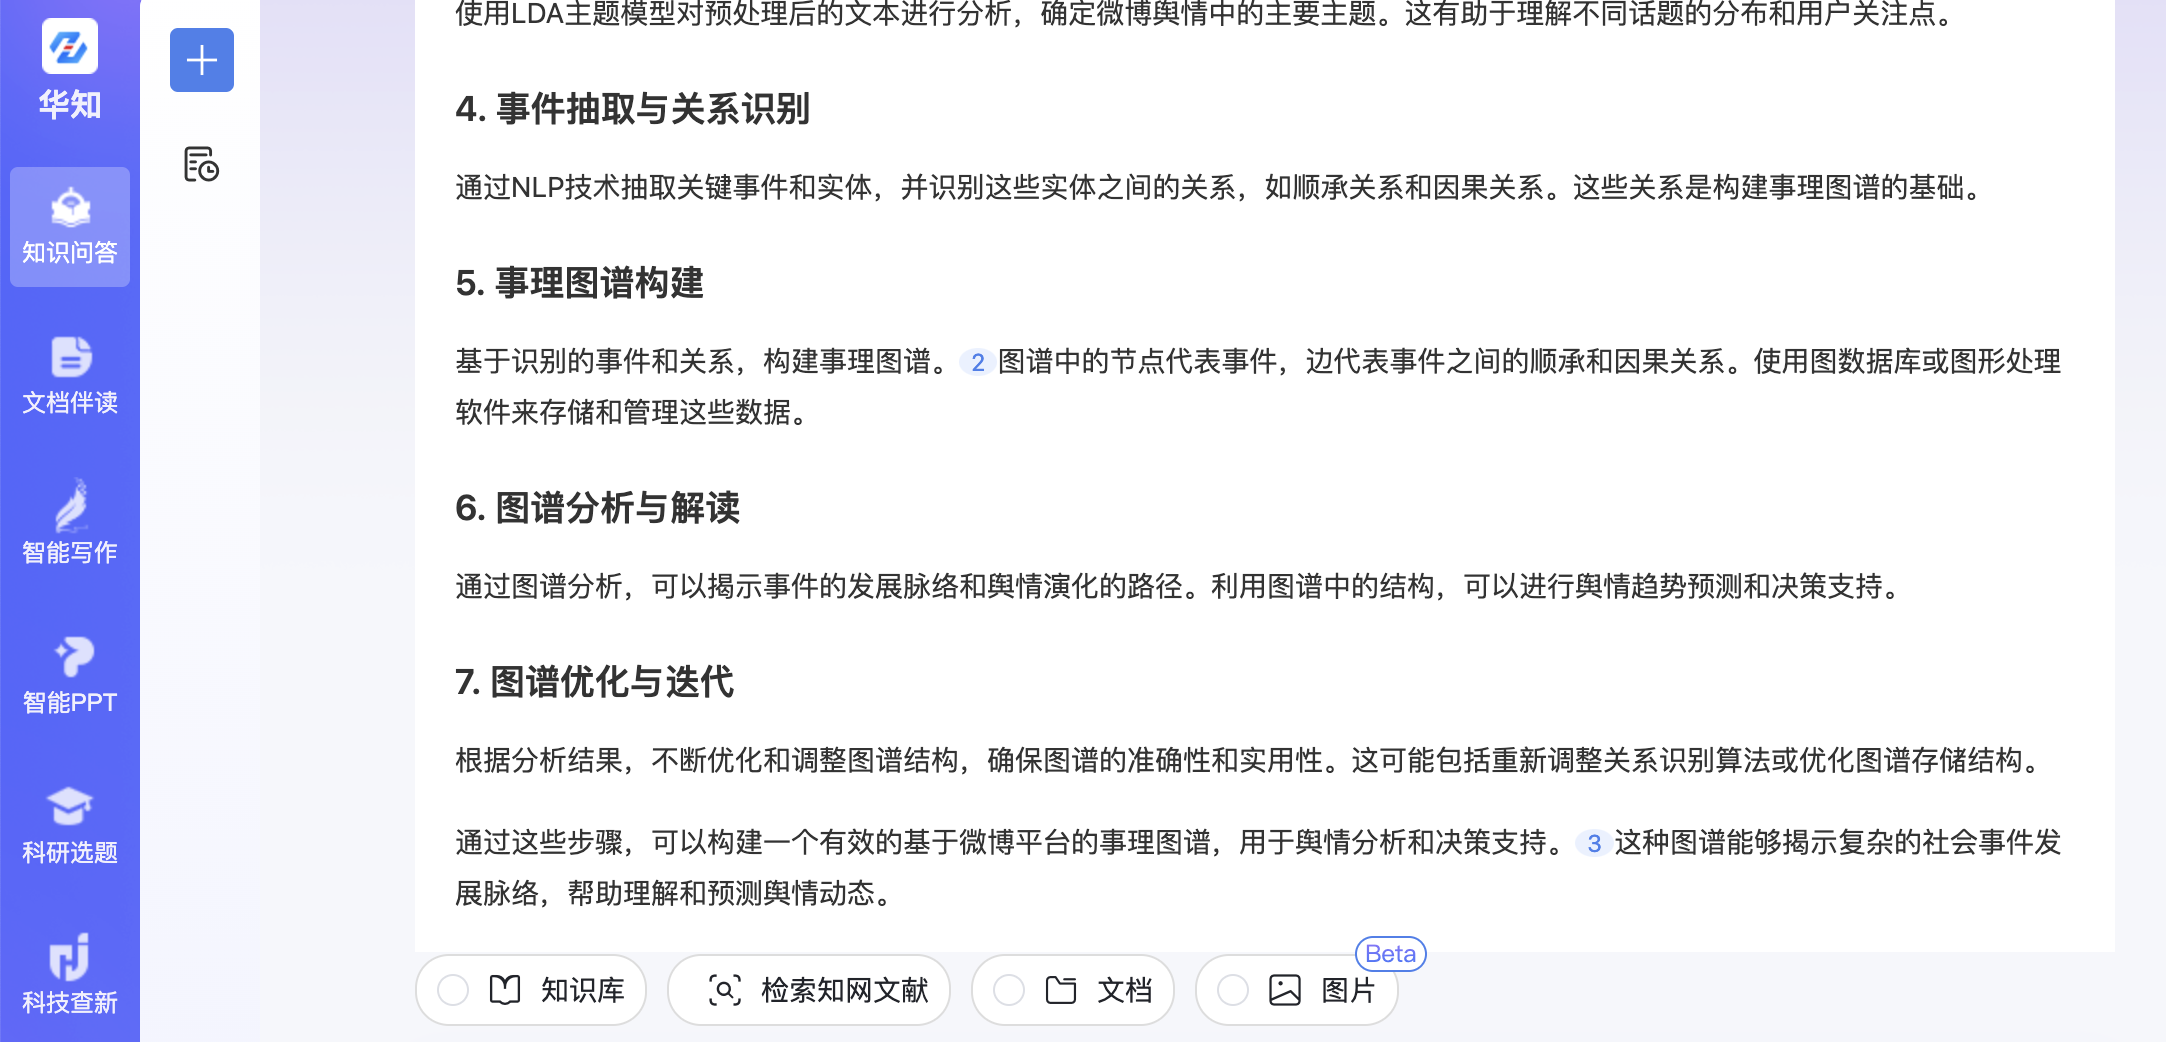 华知
知识问答
文档伴读
智能写作
智能PPT
科研选题
科技查新
使用LDA主题模型对预处理后的文本进行分析，确定微博舆情中的主要主题。这有助于理解不同话题的分布和用户关注点。
4. 事件抽取与关系识别
通过NLP技术抽取关键事件和实体，并识别这些实体之间的关系，如顺承关系和因果关系。这些关系是构建事理图谱的基础。
5. 事理图谱构建
基于识别的事件和关系，构建事理图谱。 2 图谱中的节点代表事件，边代表事件之间的顺承和因果关系。使用图数据库或图形处理
软件来存储和管理这些数据。
6. 图谱分析与解读
通过图谱分析，可以揭示事件的发展脉络和舆情演化的路径。利用图谱中的结构，可以进行舆情趋势预测和决策支持。
7. 图谱优化与迭代
根据分析结果，不断优化和调整图谱结构，确保图谱的准确性和实用性。这可能包括重新调整关系识别算法或优化图谱存储结构。
通过这些步骤，可以构建一个有效的基于微博平台的事理图谱，用于舆情分析和决策支持。 3 这种图谱能够揭示复杂的社会事件发
展脉络，帮助理解和预测舆情动态。
Beta
知识库 检索知网文献 文档 图片